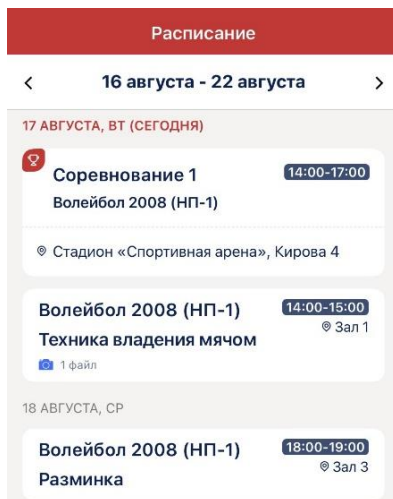 Расписание
16 августа - 22 августа
17 АВГУСТА, ВТ (СЕГОДНЯ)
Соревнование 1 14:00-17:00
Волейбол 2008 (НП-1)
Стадион «Спортивная арена», Кирова 4
Волейбол 2008 (НП-1) 14:00-15:00
Зал 1
Техника владения мячом
1 файл
18 АВГУСТА, СР
Волейбол 2008 (НП-1) 18:00-19:00
Зал 3
Разминка